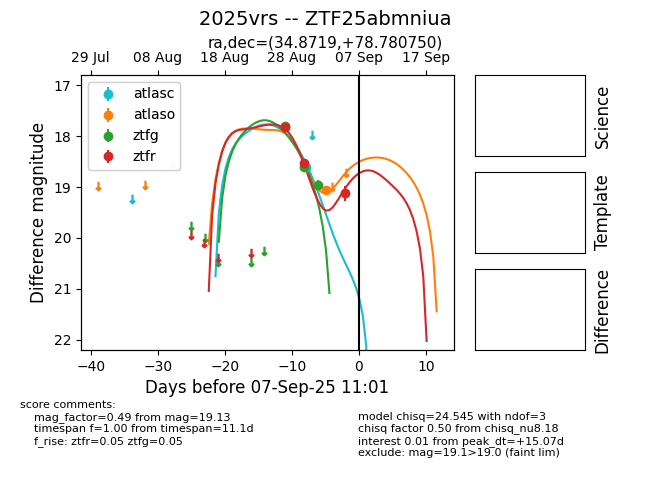 2025vrs -- ZTF25abmniua
ra,dec=(34.8719,+78.780750)
29 Jul 08 Aug 18 Aug 28 Aug 07 Sep 17 Sep
17
18
19
20
21
22
Difference magnitude
atlasc
atlaso
ztfg
ztfr
−40 −30 −20 −10 0 10
Days before 07-Sep-25 11:01
Science
Template
Difference
score comments:
mag_factor=0.49 from mag=19.13
timespan f=1.00 from timespan=11.1d
f_rise: ztfr=0.05 ztfg=0.05
model chisq=24.545 with ndof=3
chisq factor 0.50 from chisq_nu8.18
interest 0.01 from peak_dt=+15.07d
exclude: mag=19.1>19.0 (faint lim)